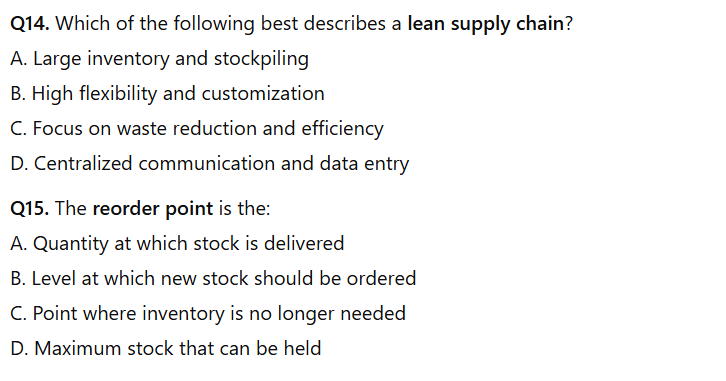 Q14. Which of the following best describes a lean supply chain?
A. Large inventory and stockpiling
B. High flexibility and customization
C. Focus on waste reduction and efficiency
D. Centralized communication and data entry
Q15. The reorder point is the:
A. Quantity at which stock is delivered
B. Level at which new stock should be ordered
C. Point where inventory is no longer needed
D. Maximum stock that can be held